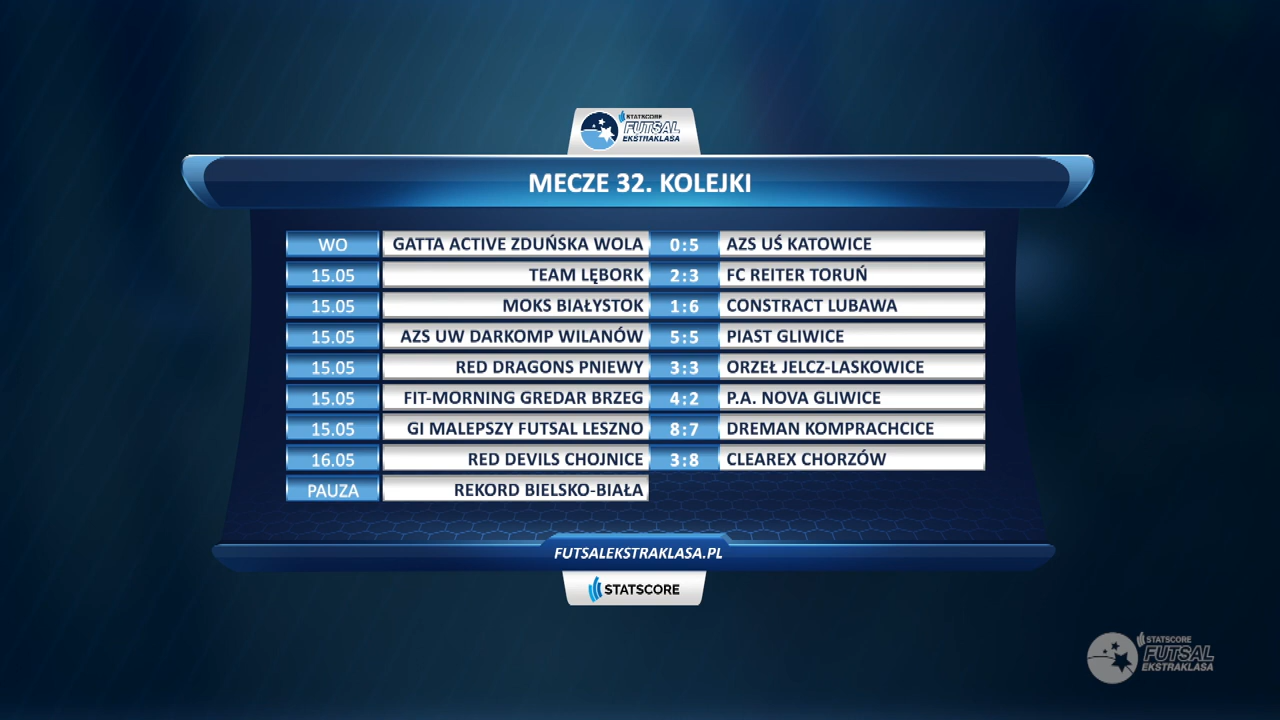 STATSCORE
FUTSAL
EKSTRAKLASA
MECZE 32. KOLEJKI
WO GATTA ACTIVE ZDUŃSKA WOLA 0:5 AZS UŚ KATOWICE
15.05 TEAM LĘBORK 2:3 FC REITER TORUŃ
15.05 MOKS BIAŁYSTOK 1:6 CONSTRACT LUBAWA
15.05 AZS UW DARKOMP WILANÓW 5:5 PIAST GLIWICE
15.05 RED DRAGONS PNIEWY 3:3 ORZEŁ JELCZ-LASKOWICE
15.05 FIT-MORNING GREDAR BRZEG 4:2 P.A. NOVA GLIWICE
15.05 GI MALEPSZY FUTSAL LESZNO 8:7 DREMAN KOMPRACHCICE
16.05 RED DEVILS CHOJNICE 3:8 CLEAREX CHORZÓW
PAUZA REKORD BIELSKO-BIAŁA
FUTSALEKSTRAKLASA.PL
STATSCORE
STATSCORE
FUTSAL
EKSTRAKLASA